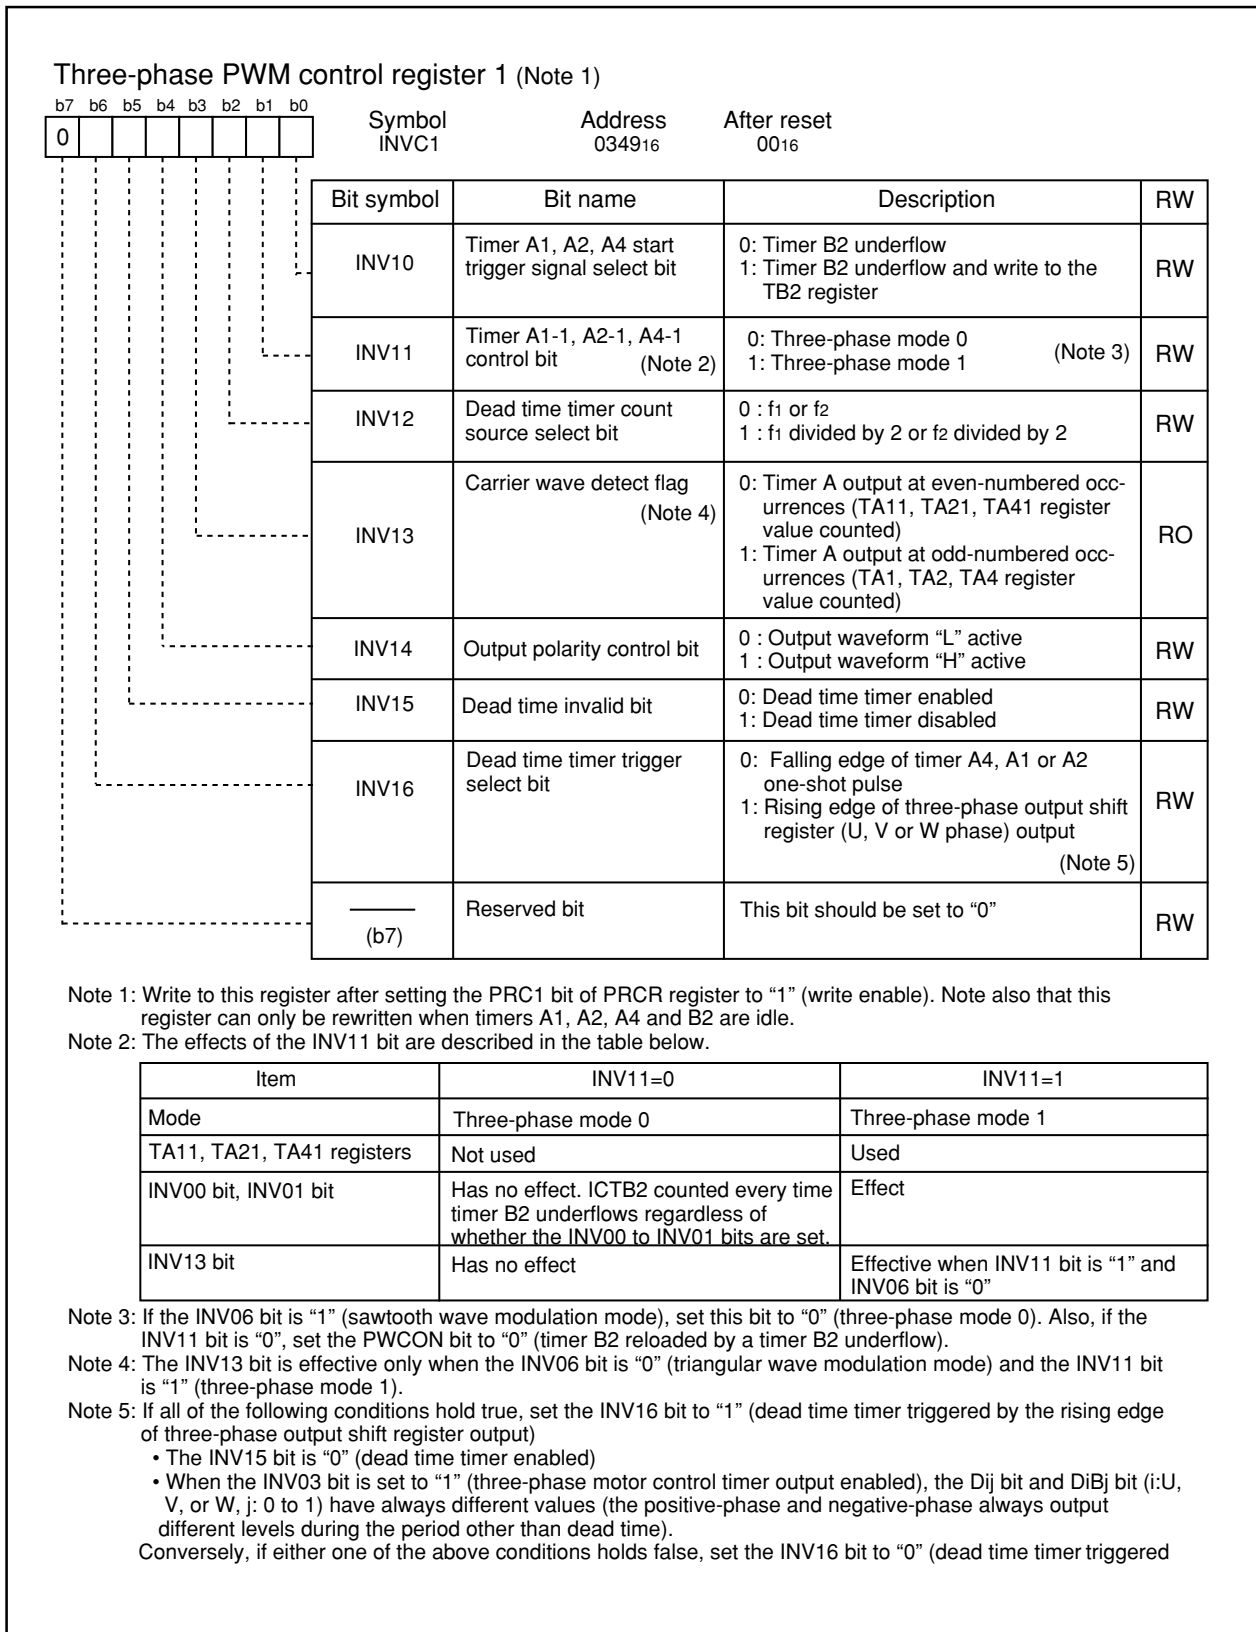 Three-phase PWM control register 1 (Note 1)
b7 b6 b5 b4 b3 b2 b1 b0
0
Symbol Address After reset
INVC1 034916 0016
Bit symbol Bit name Description RW
INV10
Timer A1, A2, A4 start
trigger signal select bit
0: Timer B2 underflow
1: Timer B2 underflow and write to the
TB2 register
RW
INV11
Timer A1-1, A2-1, A4-1
control bit (Note 2)
0: Three-phase mode 0
1: Three-phase mode 1
(Note 3)
RW
INV12
Dead time timer count
source select bit
0 : f1 or f2
1 : f1 divided by 2 or f2 divided by 2
RW
INV13
Carrier wave detect flag
(Note 4)
0: Timer A output at even-numbered occ-
urrences (TA11, TA21, TA41 register
value counted)
1: Timer A output at odd-numbered occ-
urrences (TA1, TA2, TA4 register
value counted)
RO
INV14
Output polarity control bit
0 : Output waveform “L” active
1 : Output waveform “H” active
RW
INV15
Dead time invalid bit
0: Dead time timer enabled
1: Dead time timer disabled
RW
INV16
Dead time timer trigger
select bit
0: Falling edge of timer A4, A1 or A2
one-shot pulse
1: Rising edge of three-phase output shift
register (U, V or W phase) output
(Note 5)
RW
(b7)
Reserved bit
This bit should be set to “0”
RW
Note 1: Write to this register after setting the PRC1 bit of PRCR register to “1” (write enable). Note also that this
register can only be rewritten when timers A1, A2, A4 and B2 are idle.
Note 2: The effects of the INV11 bit are described in the table below.
Item INV11=0 INV11=1
Mode Three-phase mode 0 Three-phase mode 1
TA11, TA21, TA41 registers Not used Used
INV00 bit, INV01 bit
Has no effect. ICTB2 counted every time
timer B2 underflows regardless of
whether the INV00 to INV01 bits are set.
Effect
INV13 bit
Has no effect
Effective when INV11 bit is “1” and
INV06 bit is “0”
Note 3: If the INV06 bit is “1” (sawtooth wave modulation mode), set this bit to “0” (three-phase mode 0). Also, if the
INV11 bit is “0”, set the PWCON bit to “0” (timer B2 reloaded by a timer B2 underflow).
Note 4: The INV13 bit is effective only when the INV06 bit is “0” (triangular wave modulation mode) and the INV11 bit
is “1” (three-phase mode 1).
Note 5: If all of the following conditions hold true, set the INV16 bit to “1” (dead time timer triggered by the rising edge
of three-phase output shift register output)
• The INV15 bit is “0” (dead time timer enabled)
• When the INV03 bit is set to “1” (three-phase motor control timer output enabled), the Dij bit and DiBj bit (i:U,
V, or W, j: 0 to 1) have always different values (the positive-phase and negative-phase always output
different levels during the period other than dead time).
Conversely, if either one of the above conditions holds false, set the INV16 bit to “0” (dead time timer triggered